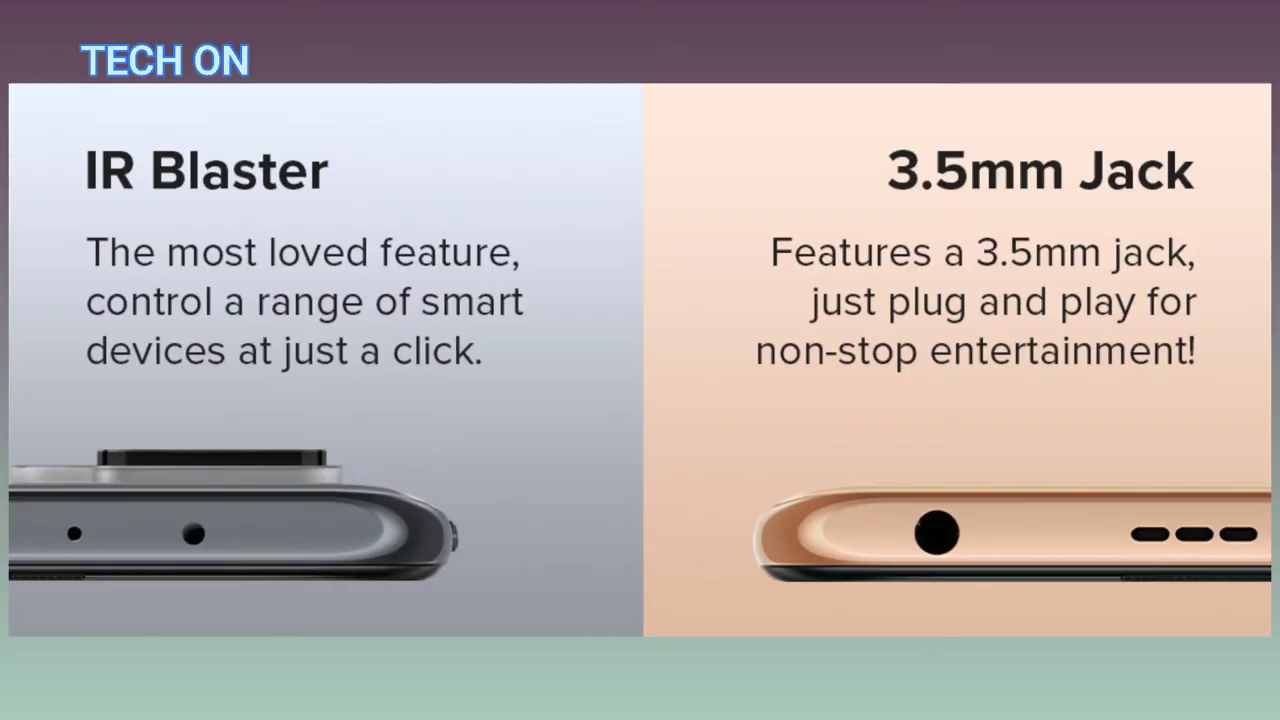 TECH ON
IR Blaster
The most loved feature,
control a range of smart
devices at just a click.
3.5mm Jack
Features a 3.5mm jack,
just plug and play for
non-stop entertainment!